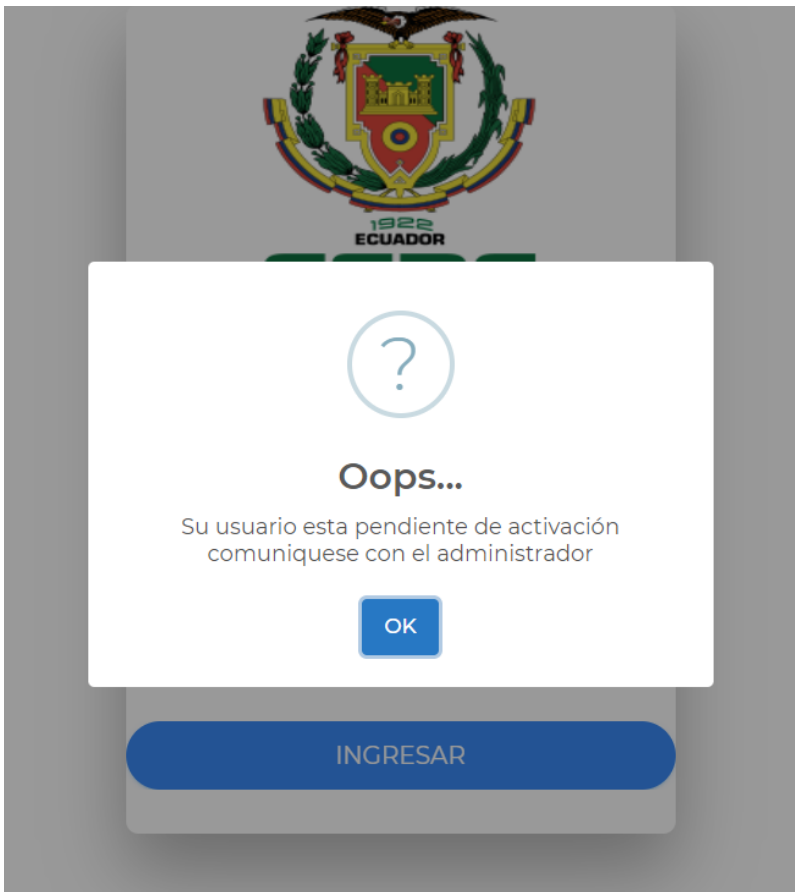 1922
ECUADOR
?
Oops...
Su usuario esta pendiente de activación
comuniquese con el administrador
OK
INGRESAR